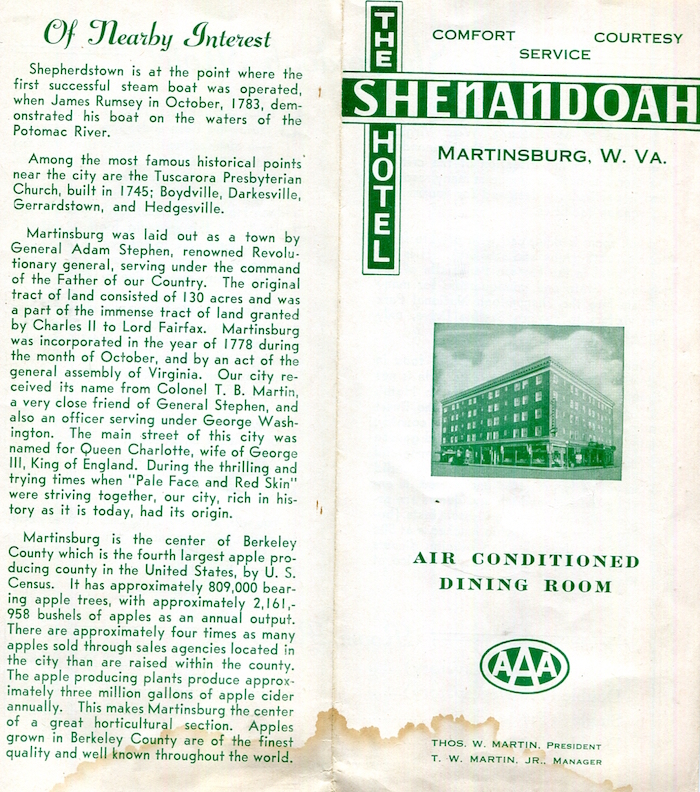 Of Nearby Interest
Shepherdstown is at the point where the
first successful steam boat was operated,
when James Rumsey in October, 1783, dem-
onstrated his boat on the waters of the
Potomac River.
Among the most famous historical points
near the city are the Tuscarora Presbyterian
Church, built in 1745; Boydville, Darkesville,
Gerrardstown, and Hedgesville.
Martinsburg was laid out as a town by
General Adam Stephen, renowned Revolu-
tionary general, serving under the command
of the Father of our Country. The original
tract of land consisted of 130 acres and was
a part of the immense tract of land granted
by Charles II to Lord Fairfax. Martinsburg
was incorporated in the year of 1778 during
the month of October, and by an act of the
general assembly of Virginia. Our city re-
ceived its name from Colonel T. B. Martin,
a very close friend of General Stephen, and
also an officer serving under George Wash-
ington. The main street of this city was
named for Queen Charlotte, wife of George
III, King of England. During the thrilling and
trying times when "Pale Face and Red Skin"
were striving together, our city, rich in his-
tory as it is today, had its origin.
Martinsburg is the center of Berkeley
County which is the fourth largest apple pro-
ducing county in the United States, by U. S.
Census. It has approximately 809,000 bear-
ing apple trees, with approximately 2,161,-
958 bushels of apples as an annual output.
There are approximately four times as many
apples sold through sales agencies located in
the city than are raised within the county.
The apple producing plants produce approx-
imately three million gallons of apple cider
annually. This makes Martinsburg the center
of a great horticultural section. Apples
grown in Berkeley County are of the finest
quality and well known throughout the world.
COMFORT COURTESY
SERVICE
THE
SHENANDOAH
HOTEL
MARTINSBURG, W. VA.
AIR CONDITIONED
DINING ROOM
AAA
THOS. W. MARTIN, PRESIDENT
T. W. MARTIN, JR., MANAGER